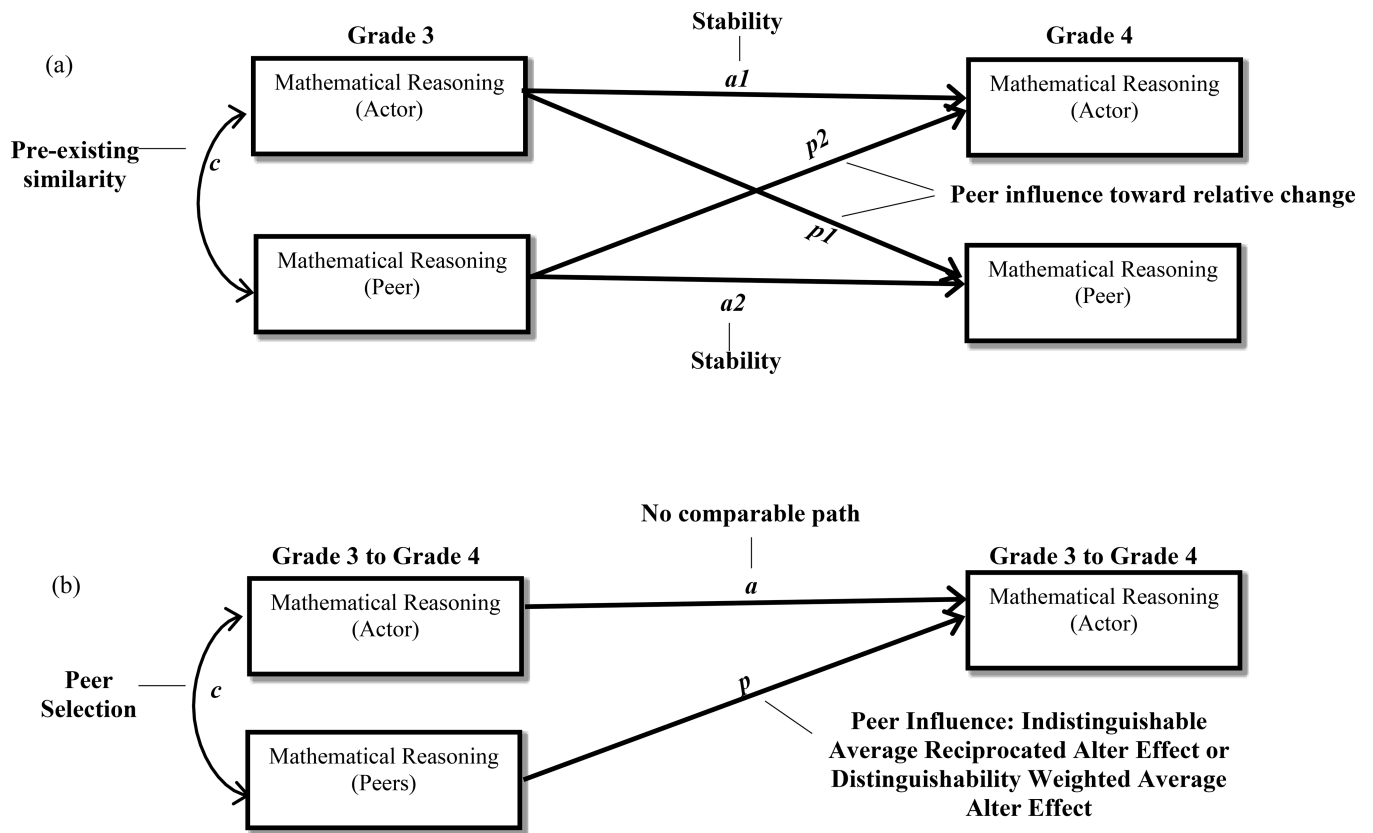 Stability
Grade 3
Grade 4
(a)
Mathematical Reasoning
(Actor)
a1
Mathematical Reasoning
(Actor)
Pre-existing
similarity
c
p2
Peer influence toward relative change
p1
Mathematical Reasoning
(Peer)
a2
Mathematical Reasoning
(Peer)
Stability
No comparable path
Grade 3 to Grade 4
Grade 3 to Grade 4
(b)
Mathematical Reasoning
(Actor)
a
Mathematical Reasoning
(Actor)
Peer
Selection
c
p
Peer Influence: Indistinguishable
Average Reciprocated Alter Effect or
Distinguishability Weighted Average
Alter Effect
Mathematical Reasoning
(Peers)